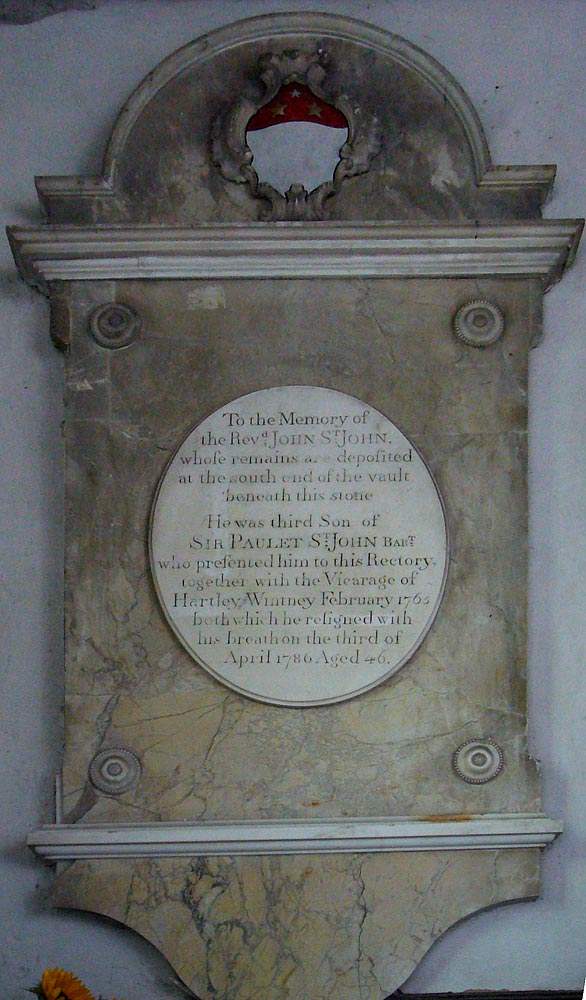 To the Memory of
the Revd. JOHN St. JOHN.
whose remains are deposited
at the south end of the vault
beneath this stone
He was third Son of
SIR PAULET St. JOHN BARt.
who presented him to this Rectory,
together with the Vicarage of
Hartley-Wintney February
both which he resigned with
his breath on the third of
April 1786 Aged 46.